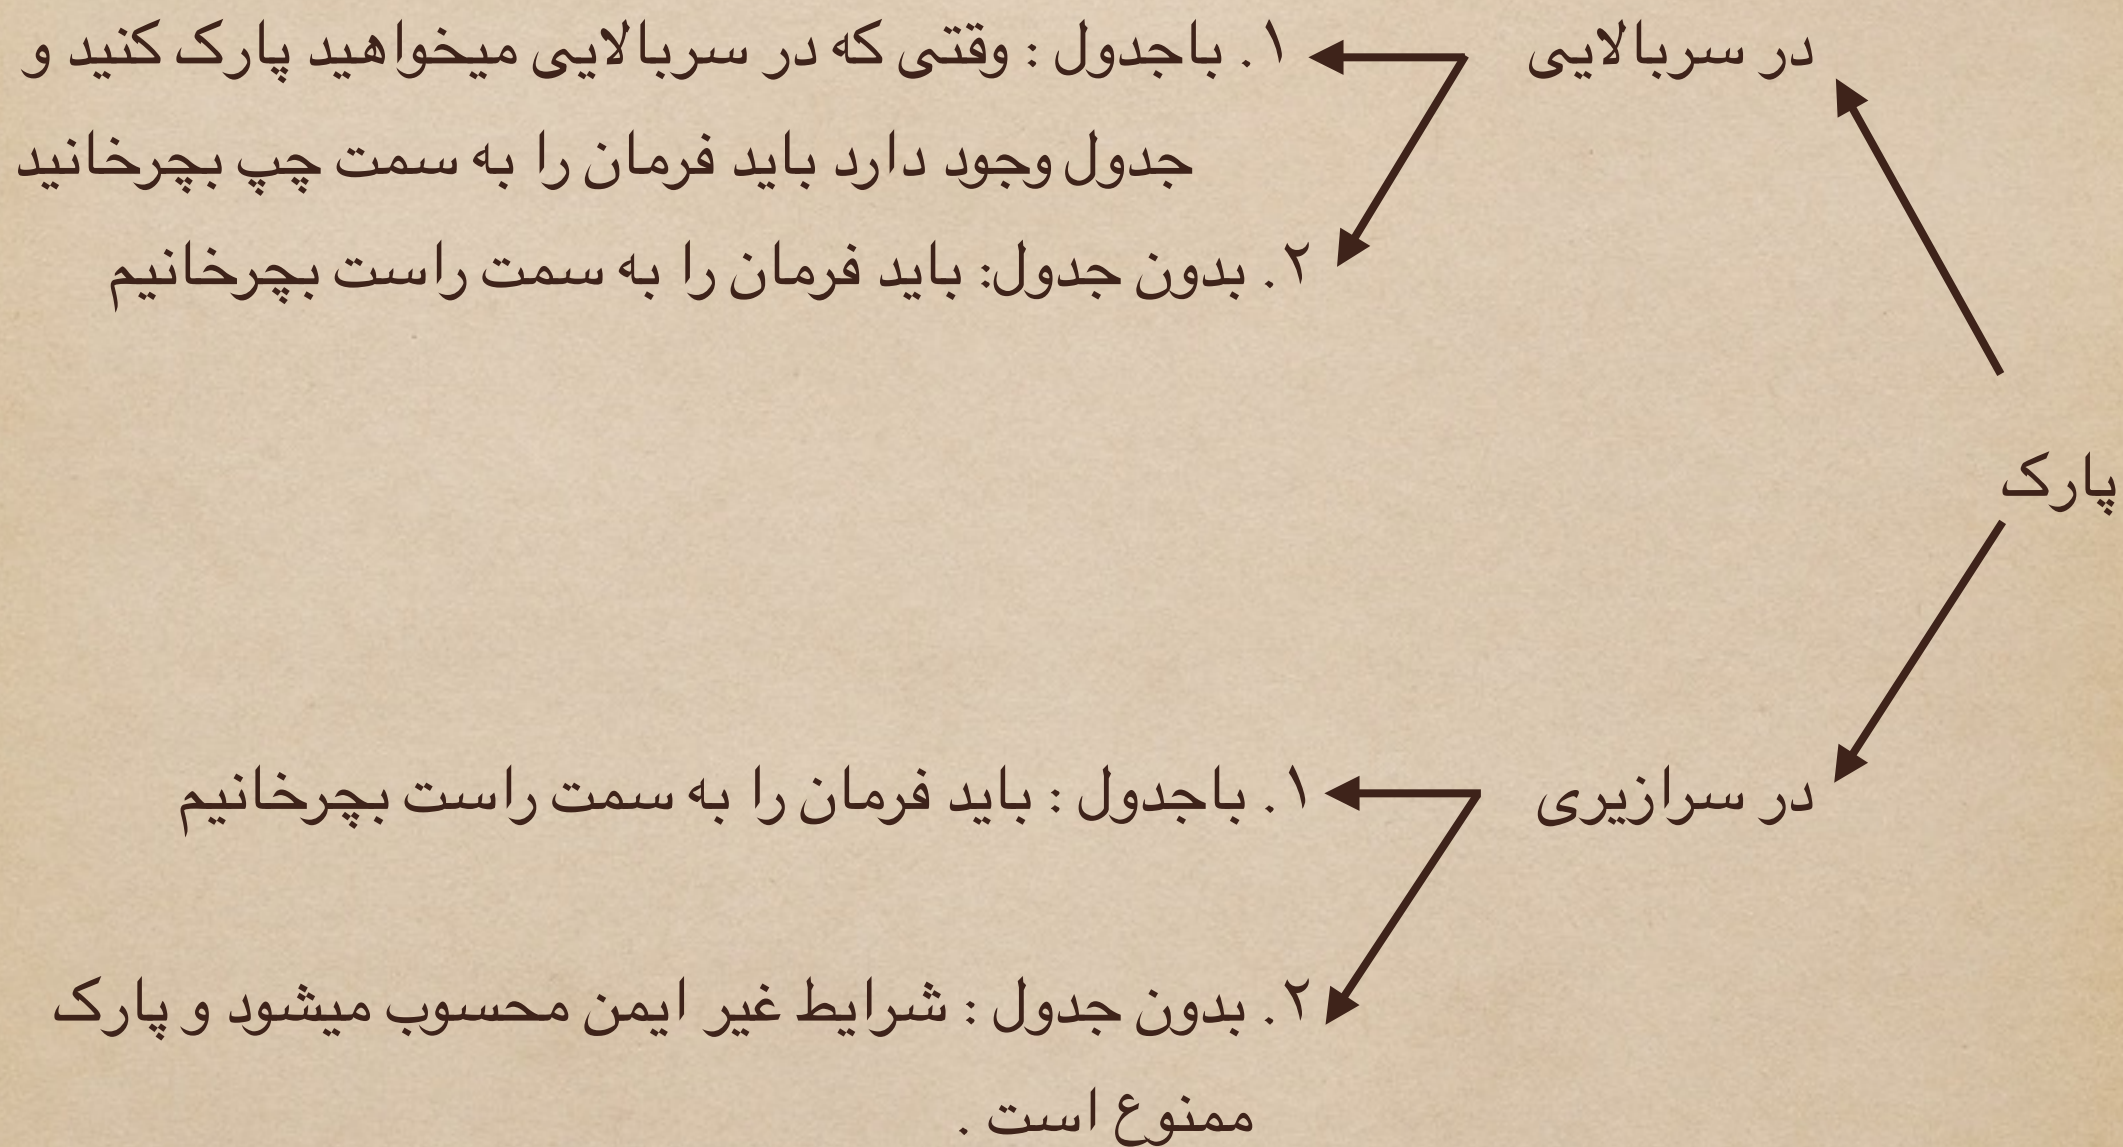 در سربالایی
۱. باجدول : وقتی که در سربالایی میخواهید پارک کنید و
جدول وجود دارد باید فرمان را به سمت چپ بچرخانید
۲. بدون جدول: باید فرمان را به سمت راست بچرخانیم
پارک
در سرازیری
۱. باجدول : باید فرمان را به سمت راست بچرخانیم
۲. بدون جدول : شرایط غیر ایمن محسوب میشود و پارک
ممنوع است .